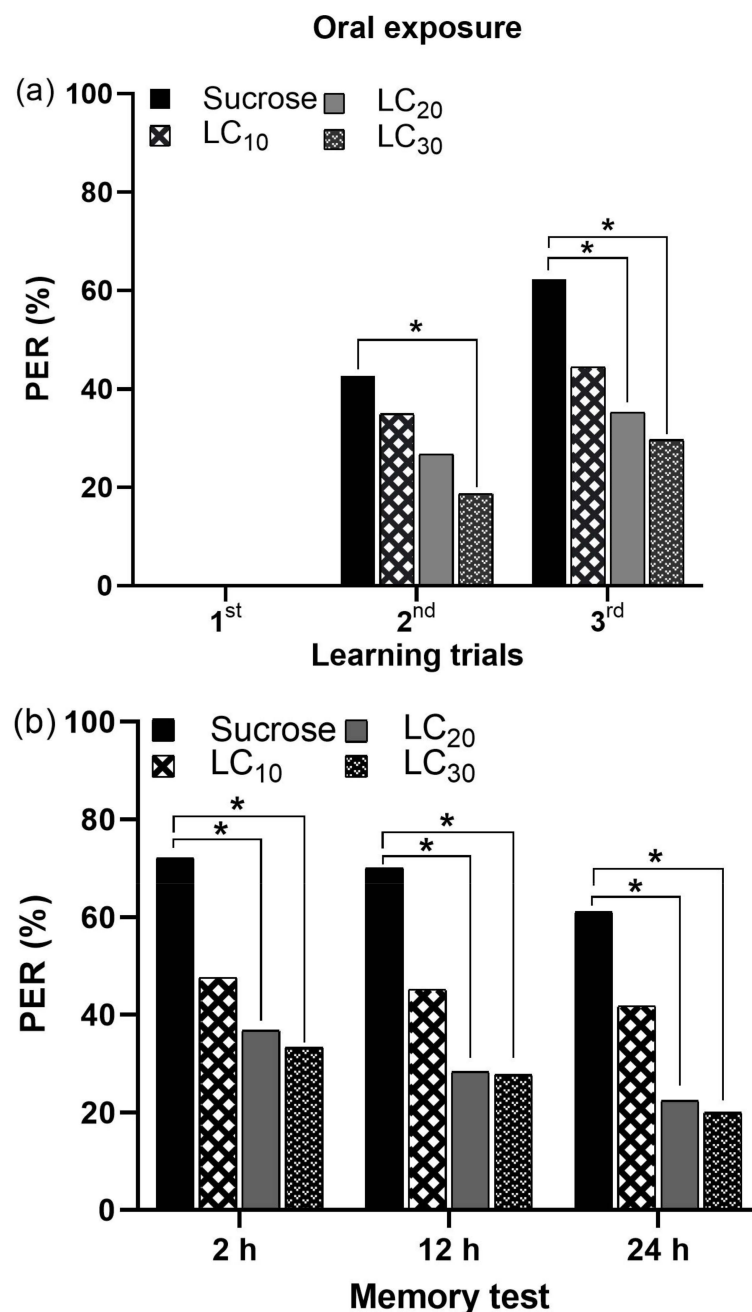 Oral exposure
(a)
Sucrose LC20
LC10 LC30
100
80
60
40
20
0
PER (%)
*
*
*
1st 2nd 3rd
Learning trials
(b)
Sucrose LC20
LC10 LC30
100
80
60
40
20
0
PER (%)
*
*
*
*
*
*
2 h 12 h 24 h
Memory test